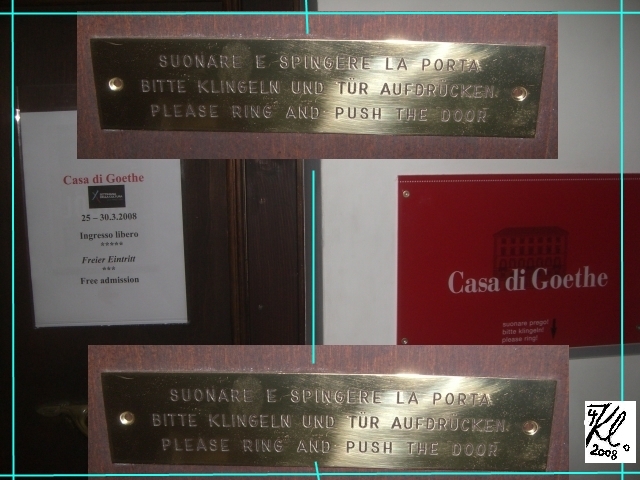 SUONARE E SPINGERE LA PORTA
BITTE KLINGELN UND TÜR AUFDRÜCKEN
PLEASE RING AND PUSH THE DOOR
Casa di Goethe
25 – 30.3.2008
Ingresso libero
*****
Freier Eintritt
***
Free admission
Casa di Goethe
suonare prego!
bitte klingeln!
please ring!
SUONARE E SPINGERE LA PORTA
BITTE KLINGELN UND TÜR AUFDRÜCKEN
PLEASE RING AND PUSH THE DOOR
Kl.
2008